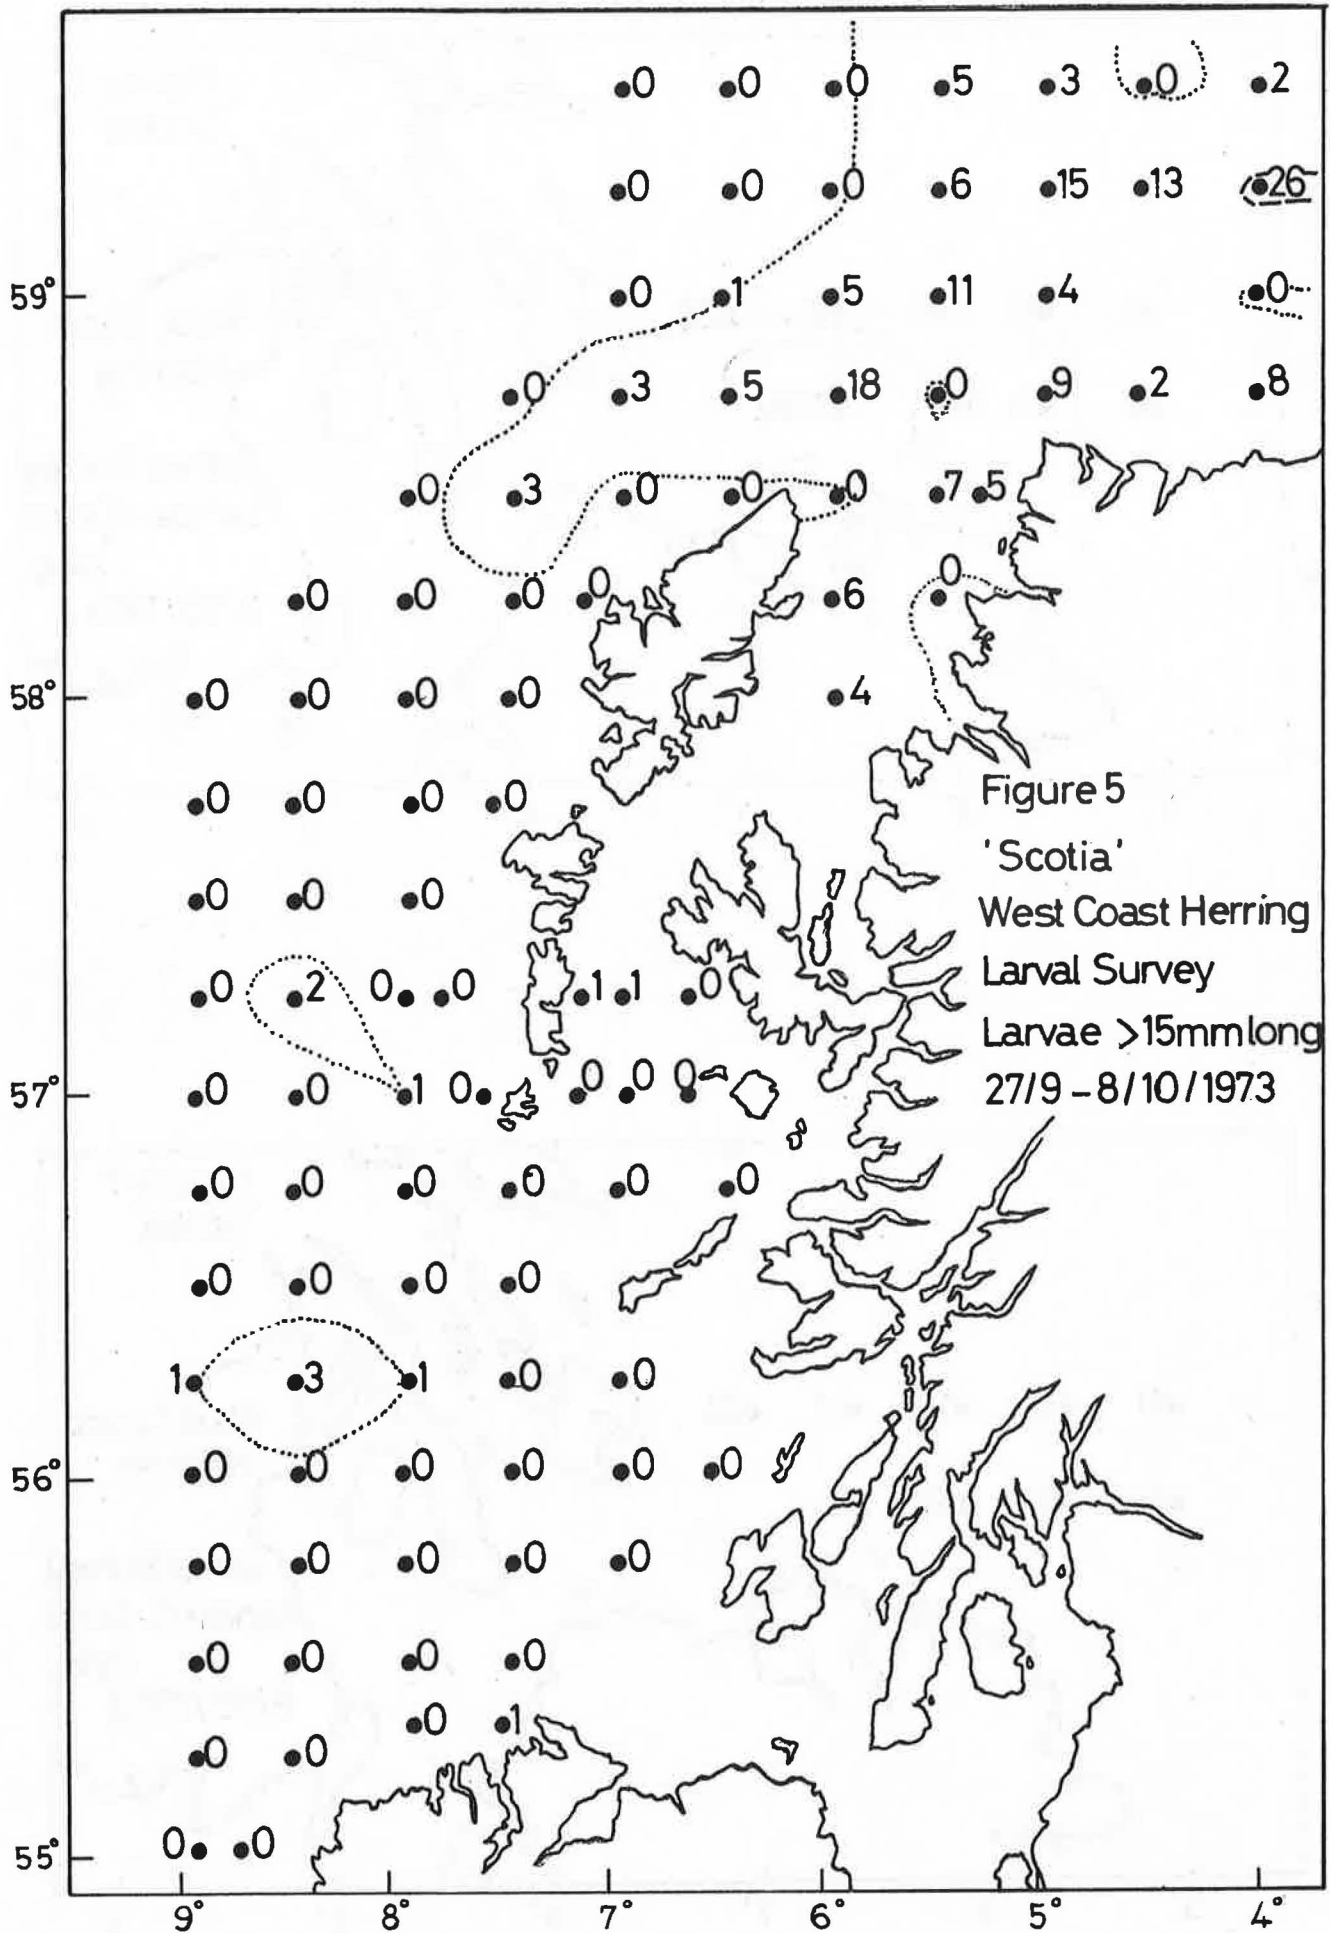 0 0 0 5 3 0 2
0 0 0 6 15 13 26
59° 0 1 5 11 4 0
0 3 5 18 0 9 2 8
0 3 0 0 0 7 5
0 0 0 0 6 0
58° 0 0 0 0 4
0 0 0 0
Figure 5
'Scotia'
0 0 0
West Coast Herring
0 2 0 0 1 1 0
Larval Survey
Larvae >15mm long
57° 0 0 1 0 0 0 0
27/9 – 8/10/1973
0 0 0 0 0 0
0 0 0 0
1 3 1 0 0
56° 0 0 0 0 0 0
0 0 0 0 0
0 0 0 0
0 1
0 0
55° 0 0
9° 8° 7° 6° 5° 4°